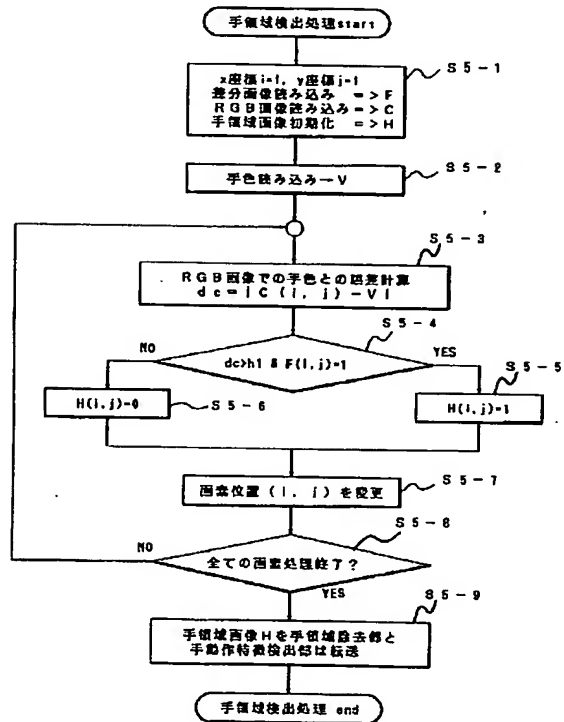 手領域検出処理start
S5-1
x座標i=1, y座標j=1
差分画像読み込み =>F
RGB画像読み込み=>C
手領域画像初期化 =>H
S5-2
手色読み込み→V
S5-3
RGB画像での手色との誤差計算
dc=|C(i, j)-V|
S5-4
NO
dc>h1 & F(i,j)=1
YES
S5-5
H(i,j)=0
S5-6
H(i,j)=1
S5-7
画素位置(i, j)を変更
S5-8
NO
全ての画素処理終了?
YES
S5-9
手領域画像Hを手領域除去部と
手動作特徴検出部は転送
手領域検出処理 end